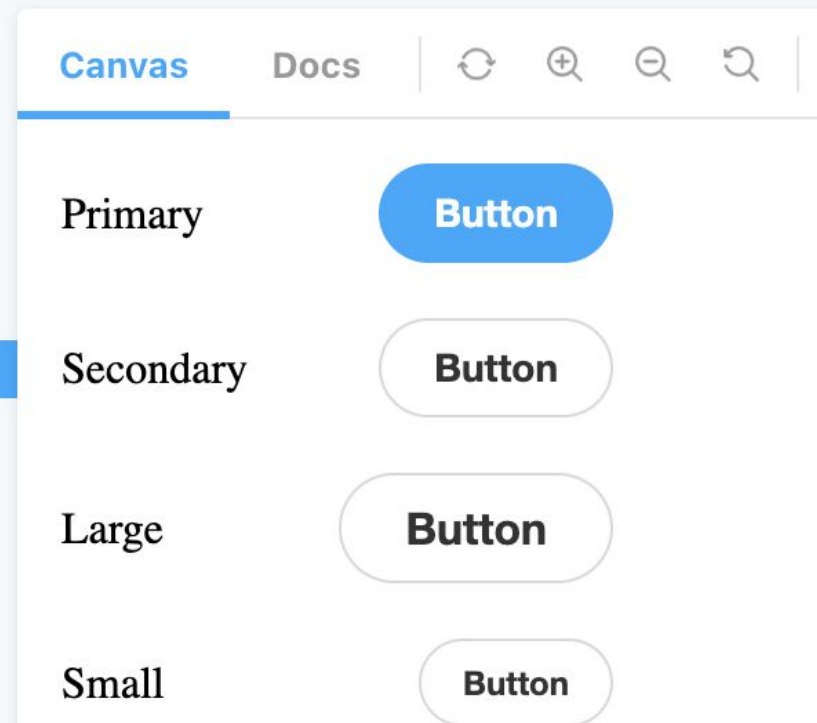 Canvas Docs
Primary Button
Secondary Button
Large Button
Small Button